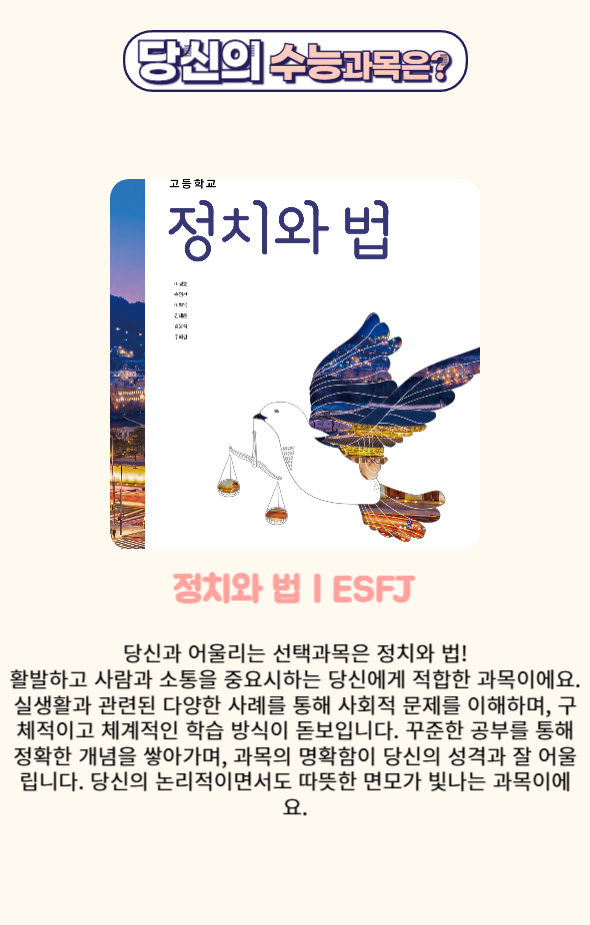 당신의 수능과목은?
고등학교
정치와 법
정치와 법 | ESFJ
당신과 어울리는 선택과목은 정치와 법!
활발하고 사람과 소통을 중요시하는 당신에게 적합한 과목이에요.
실생활과 관련된 다양한 사례를 통해 사회적 문제를 이해하며, 구
체적이고 체계적인 학습 방식이 돋보입니다. 꾸준한 공부를 통해
정확한 개념을 쌓아가며, 과목의 명확함이 당신의 성격과 잘 어울
립니다. 당신의 논리적이면서도 따뜻한 면모가 빛나는 과목이에
요.